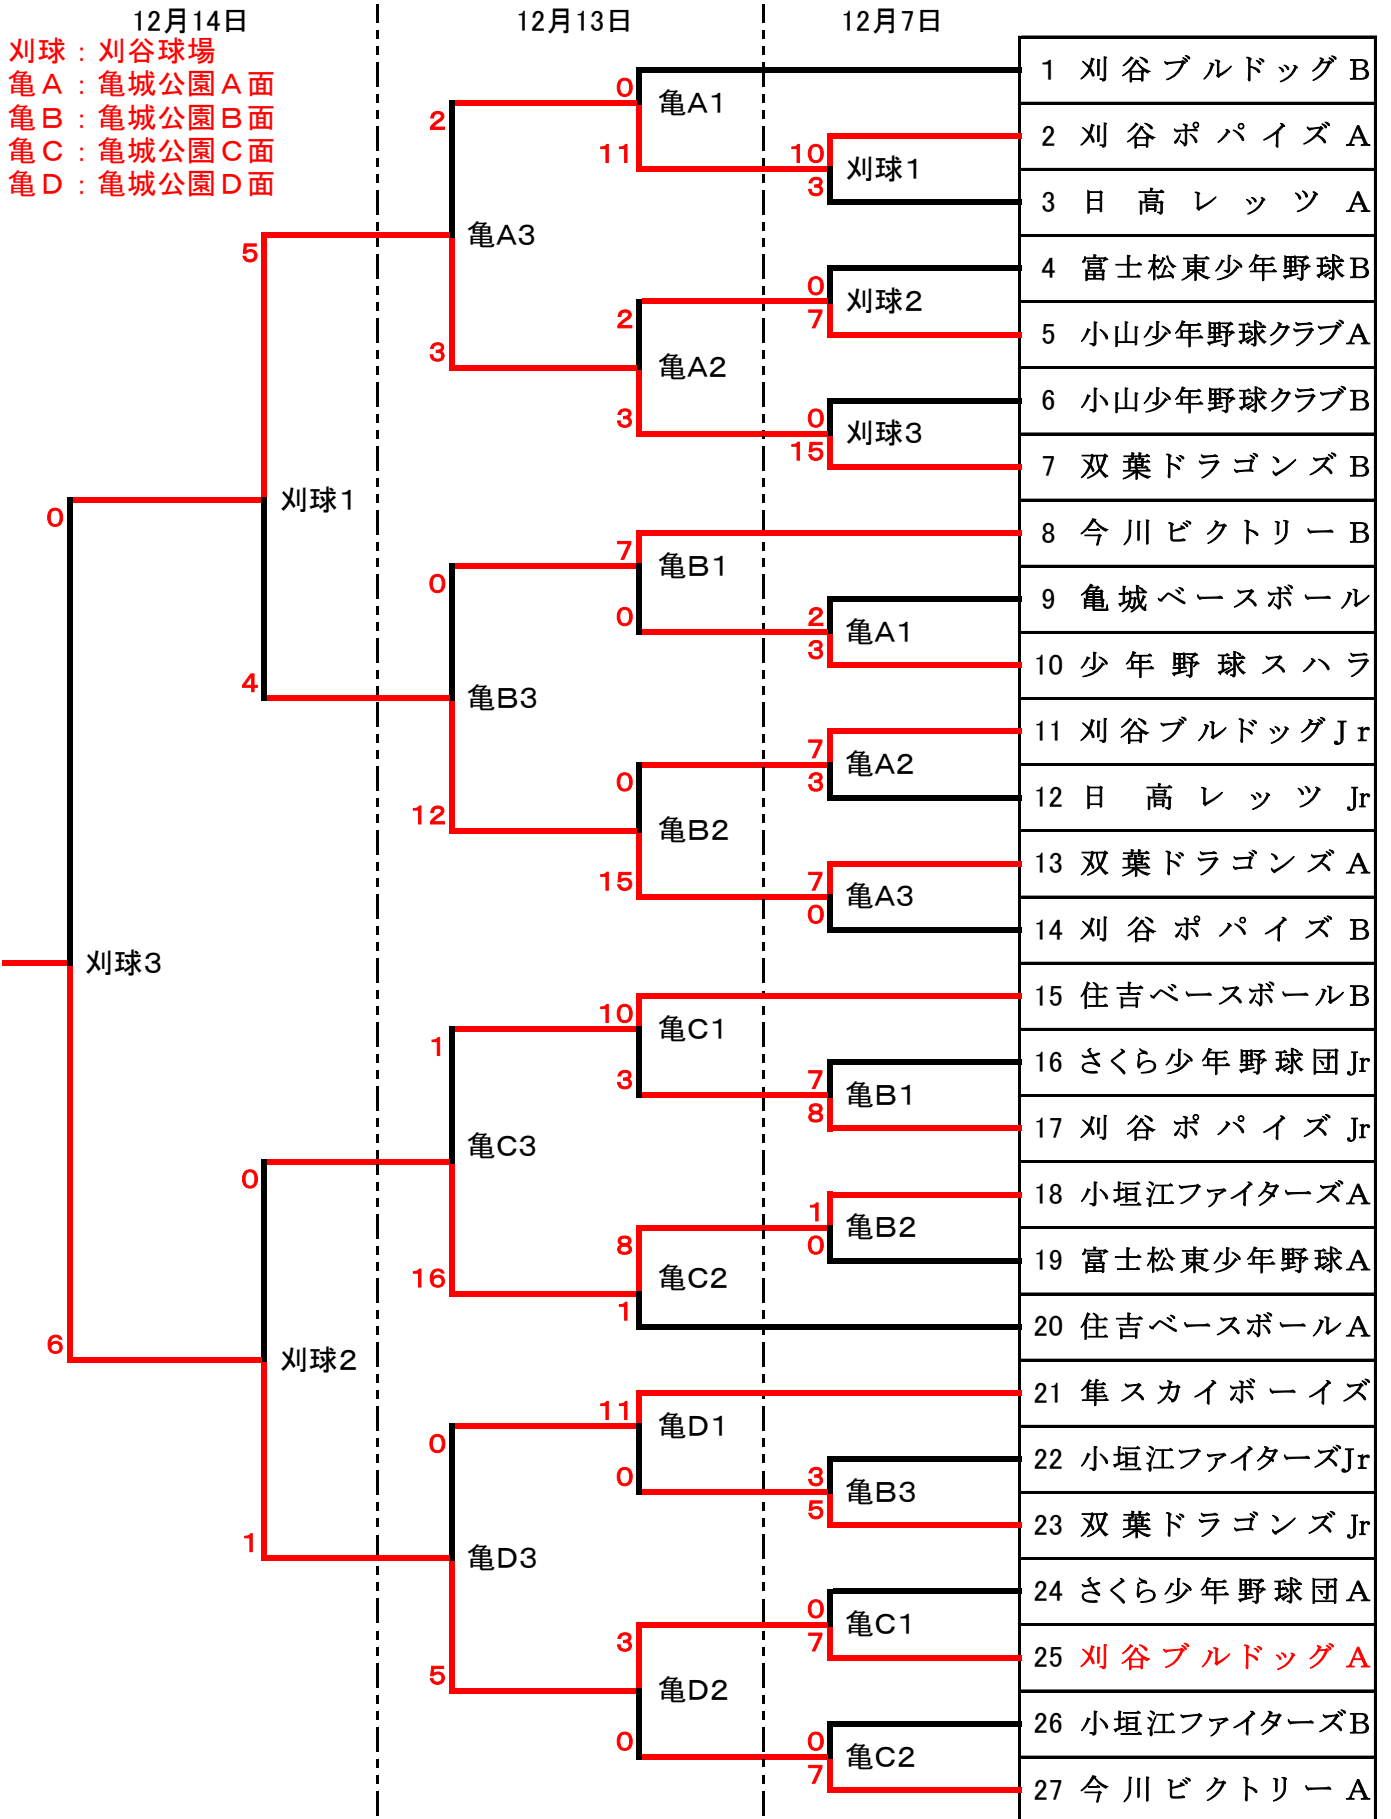 12月14日
12月13日
12月7日
刈球：刈谷球場
亀A：亀城公園A面
亀B：亀城公園B面
亀C：亀城公園C面
亀D：亀城公園D面
1 刈谷ブルドッグB
0
亀A1
2
11
10
2 刈谷ポパイズA
刈球1
3
3 日高レッツA
亀A3
5
4 富士松東少年野球B
0
刈球2
2
7
5 小山少年野球クラブA
3
亀A2
6 小山少年野球クラブB
3
0
刈球3
15
7 双葉ドラゴンズB
刈球1
0
8 今川ビクトリーB
7
亀B1
0
9 亀城ベースボール
0
2
亀A1
3
10 少年野球スハラ
4
亀B3
11 刈谷ブルドッグJr
7
亀A2
0
3
12 日高レッツJr
12
亀B2
13 双葉ドラゴンズA
15
7
亀A3
0
14 刈谷ポパイズB
刈球3
15 住吉ベースボールB
10
亀C1
1
16 さくら少年野球団Jr
3
7
亀B1
8
17 刈谷ポパイズJr
亀C3
0
18 小垣江ファイターズA
1
亀B2
8
0
19 富士松東少年野球A
16
亀C2
1
20 住吉ベースボールA
6
刈球2
21 隼スカイボーイズ
11
亀D1
0
22 小垣江ファイターズJr
0
3
亀B3
5
23 双葉ドラゴンズJr
1
亀D3
24 さくら少年野球団A
0
亀C1
3
7
25 刈谷ブルドッグA
5
亀D2
26 小垣江ファイターズB
0
0
亀C2
7
27 今川ビクトリーA